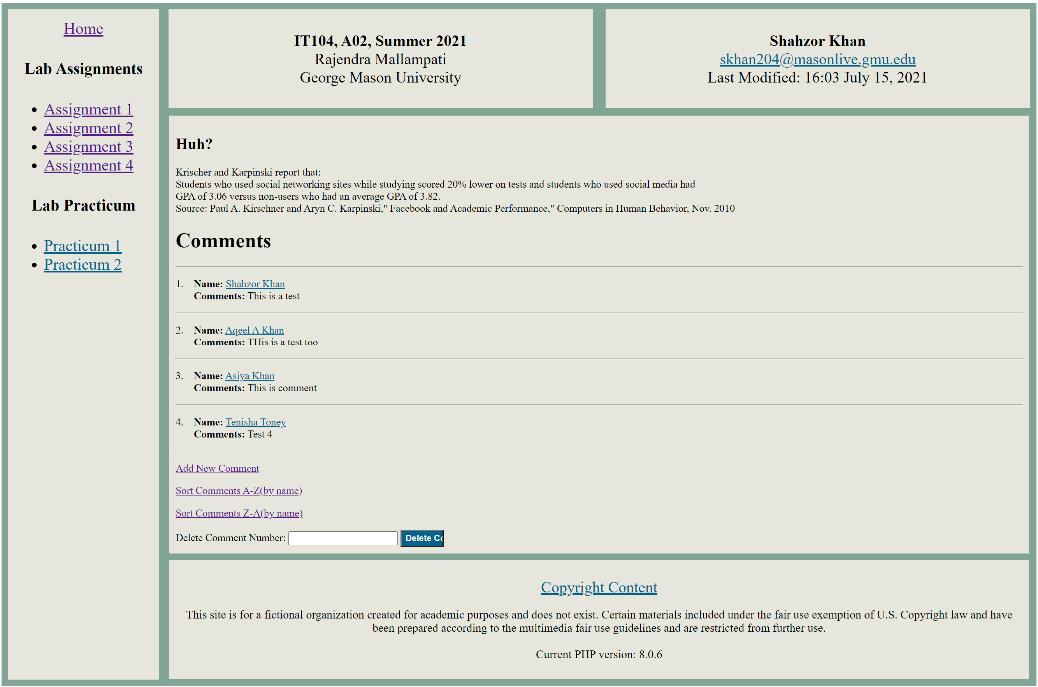 Home
Lab Assignments
Assignment 1
Assignment 2
Assignment 3
Assignment 4
Lab Practicum
Practicum 1
Practicum 2
IT104, A02, Summer 2021
Rajendra Mallampati
George Mason University
Shahzor Khan
skhan204@masonlive.gmu.edu
Last Modified: 16:03 July 15, 2021
Huh?
Krischer and Karpinski report that:
Students who used social networking sites while studying scored 20% lower on tests and students who used social media had
GPA of 3.06 versus non-users who had an average GPA of 3.82.
Source: Paul A. Kirschner and Aryn C. Karpinski," Facebook and Academic Performance," Computers in Human Behavior, Nov. 2010
Comments
1. Name: Shahzor Khan
Comments: This is a test
2. Name: Aqeel A Khan
Comments: THis is a test too
3. Name: Asiya Khan
Comments: This is comment
4. Name: Tenisha Toney
Comments: Test 4
Add New Comment
Sort Comments A-Z(by name)
Sort Comments Z-A(by name)
Delete Comment Number: Delete Co
Copyright Content
This site is for a fictional organization created for academic purposes and does not exist. Certain materials included under the fair use exemption of U.S. Copyright law and have
been prepared according to the multimedia fair use guidelines and are restricted from further use.
Current PHP version: 8.0.6